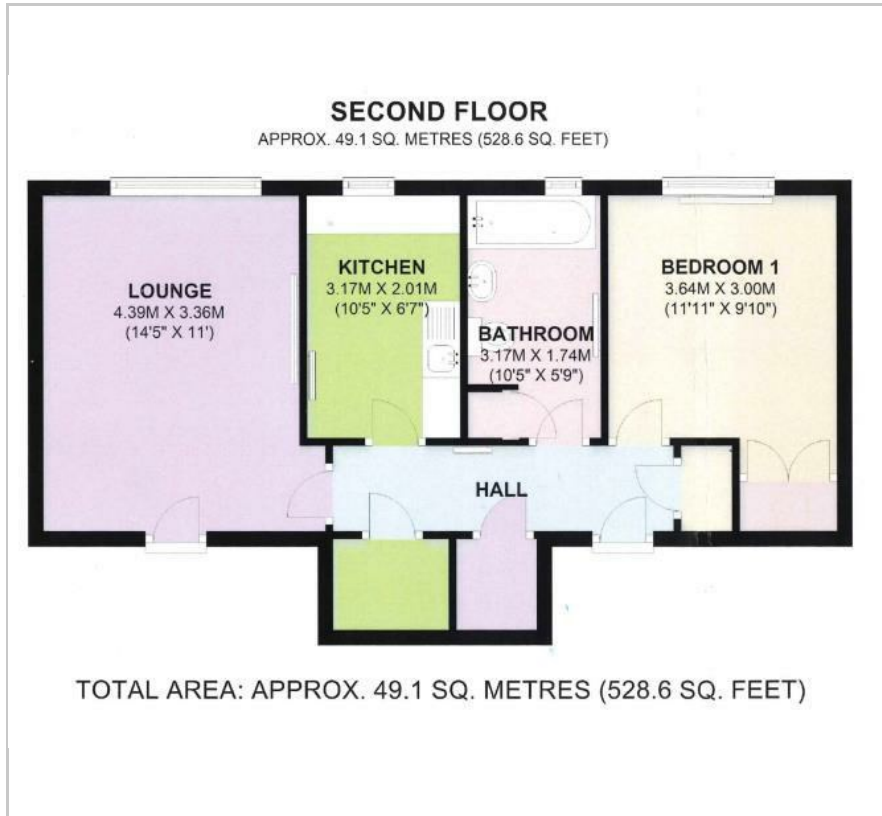 SECOND FLOOR
APPROX. 49.1 SQ. METRES (528.6 SQ. FEET)
LOUNGE
4.39M X 3.36M
(14'5" X 11')
KITCHEN
3.17M X 2.01M
(10'5" X 6'7")
BATHROOM
3.17M X 1.74M
(10'5" X 5'9")
BEDROOM 1
3.64M X 3.00M
(11'11" X 9'10")
HALL
TOTAL AREA: APPROX. 49.1 SQ. METRES (528.6 SQ. FEET)